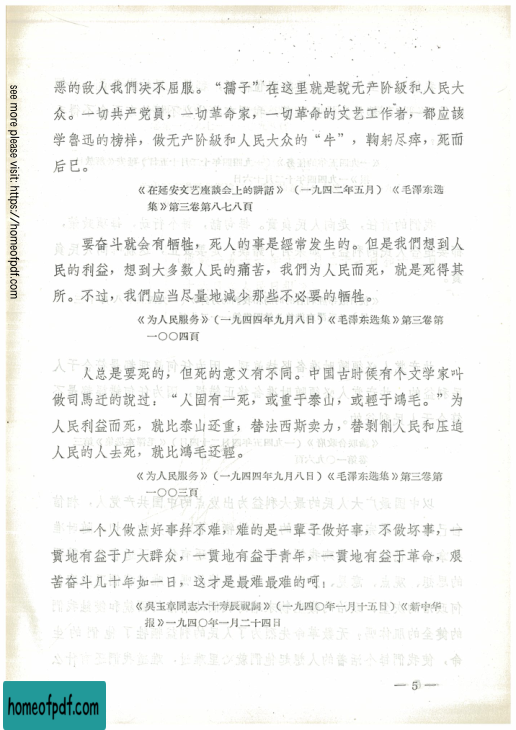 恶的敌人我們决不屈服。“孺子”在这里就是說无产阶級和人民大
众。一切共产党員，一切革命家，一切革命的文艺工作者，都应該
学鲁迅的榜样，做无产阶級和人民大众的“牛”，鞠躬尽瘁，死而
后已。
《在延安文艺座談会上的讲話》（一九四二年五月）《毛澤东选
集》第三卷第八七八頁
要奋斗就会有牺牲，死人的事是經常发生的。但是我們想到人
民的利益，想到大多数人民的痛苦，我們为人民而死，就是死得其
所。不过，我們应当尽量地减少那些不必要的牺牲。
《为人民服务》（一九四四年九月八日）《毛澤东选集》第三卷第
一〇〇四頁
人总是要死的，但死的意义有不同。中国古时候有个文学家叫
做司馬迁的說过：“人固有一死，或重于泰山，或輕于鸿毛。”为
人民利益而死，就比泰山还重；替法西斯卖力，替剝削人民和压迫
人民的人去死，就比鸿毛还輕。
《为人民服务》（一九四四年九月八日）《毛澤东选集》第三卷第
一〇〇三頁
一个人做点好事并不难，难的是一輩子做好事，不做坏事，一
貫地有益于广大群众，一貫地有益于青年，一貫地有益于革命，艰
苦奋斗几十年如一日，这才是最难最难的呵！
《吳玉章同志六十寿辰祝詞》（一九四〇年一月十五日）《新中华
报》一九四〇年一月二十四日
— 5 —
see more please visit: https://homeofpdf.com
homeofpdf.com